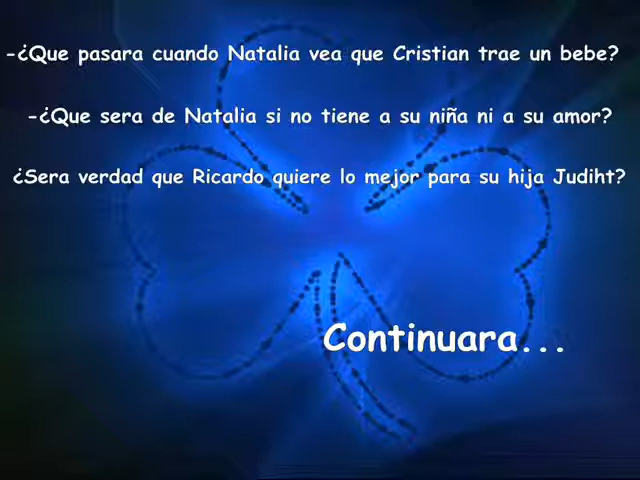 -¿Que pasara cuando Natalia vea que Cristian trae un bebe?
-¿Que sera de Natalia si no tiene a su niña ni a su amor?
¿Sera verdad que Ricardo quiere lo mejor para su hija Judiht?
Continuara...